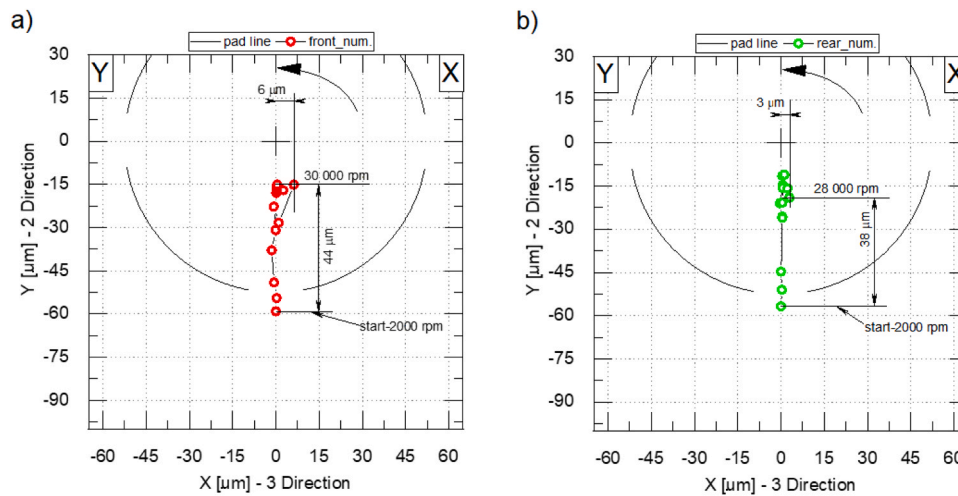 a)
pad line front_num.
30
15
0
-15
-30
-45
-60
-75
-90
Y [µm] - 2 Direction
Y
X
6 µm
30 000 rpm
44 µm
start-2000 rpm
-60 -45 -30 -15 0 15 30 45 60
X [µm] - 3 Direction
b)
pad line rear_num.
30
15
0
-15
-30
-45
-60
-75
-90
Y [µm] - 2 Direction
Y
X
3 µm
28 000 rpm
38 µm
start-2000 rpm
-60 -45 -30 -15 0 15 30 45 60
X [µm] - 3 Direction